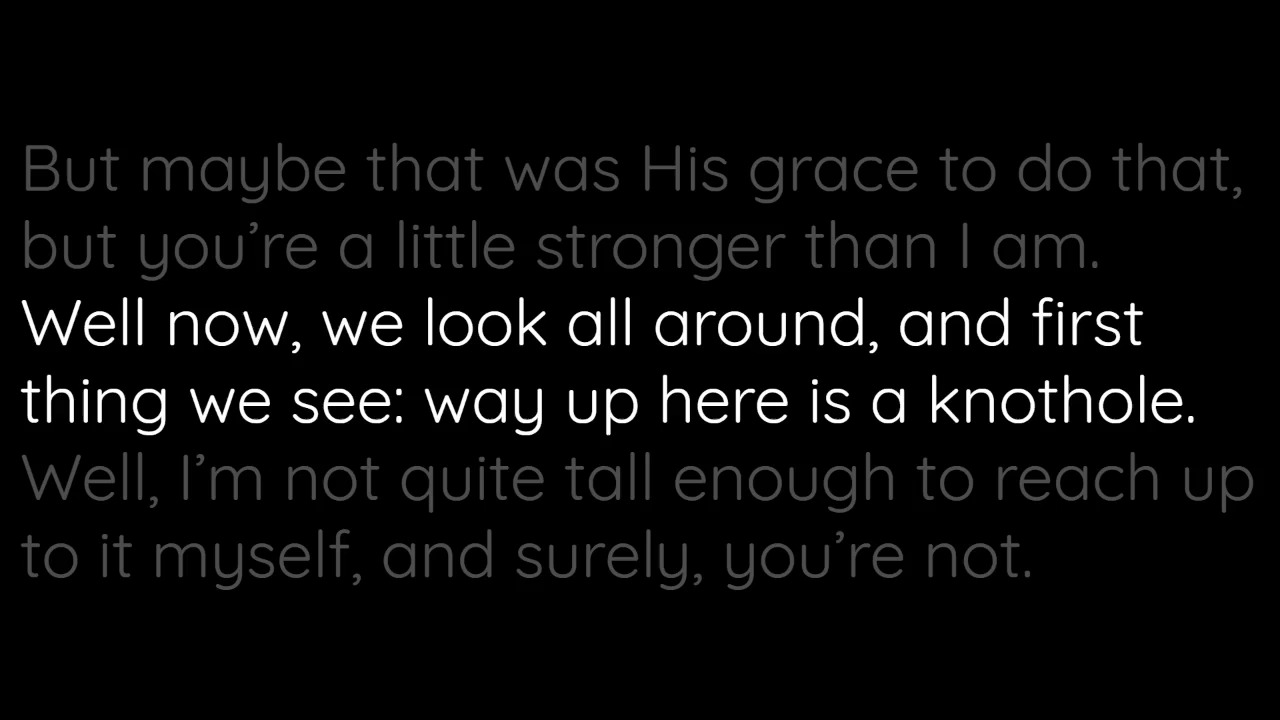 But maybe that was His grace to do that,
but you’re a little stronger than I am.
Well now, we look all around, and first
thing we see: way up here is a knothole.
Well, I’m not quite tall enough to reach up
to it myself, and surely, you’re not.